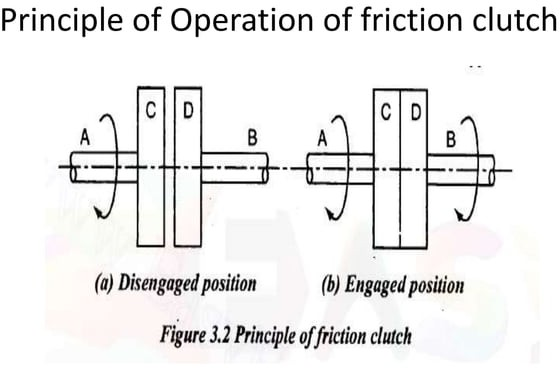 Principle of Operation of friction clutch
C D
A B
C D
A B
(a) Disengaged position
(b) Engaged position
Figure 3.2 Principle of friction clutch